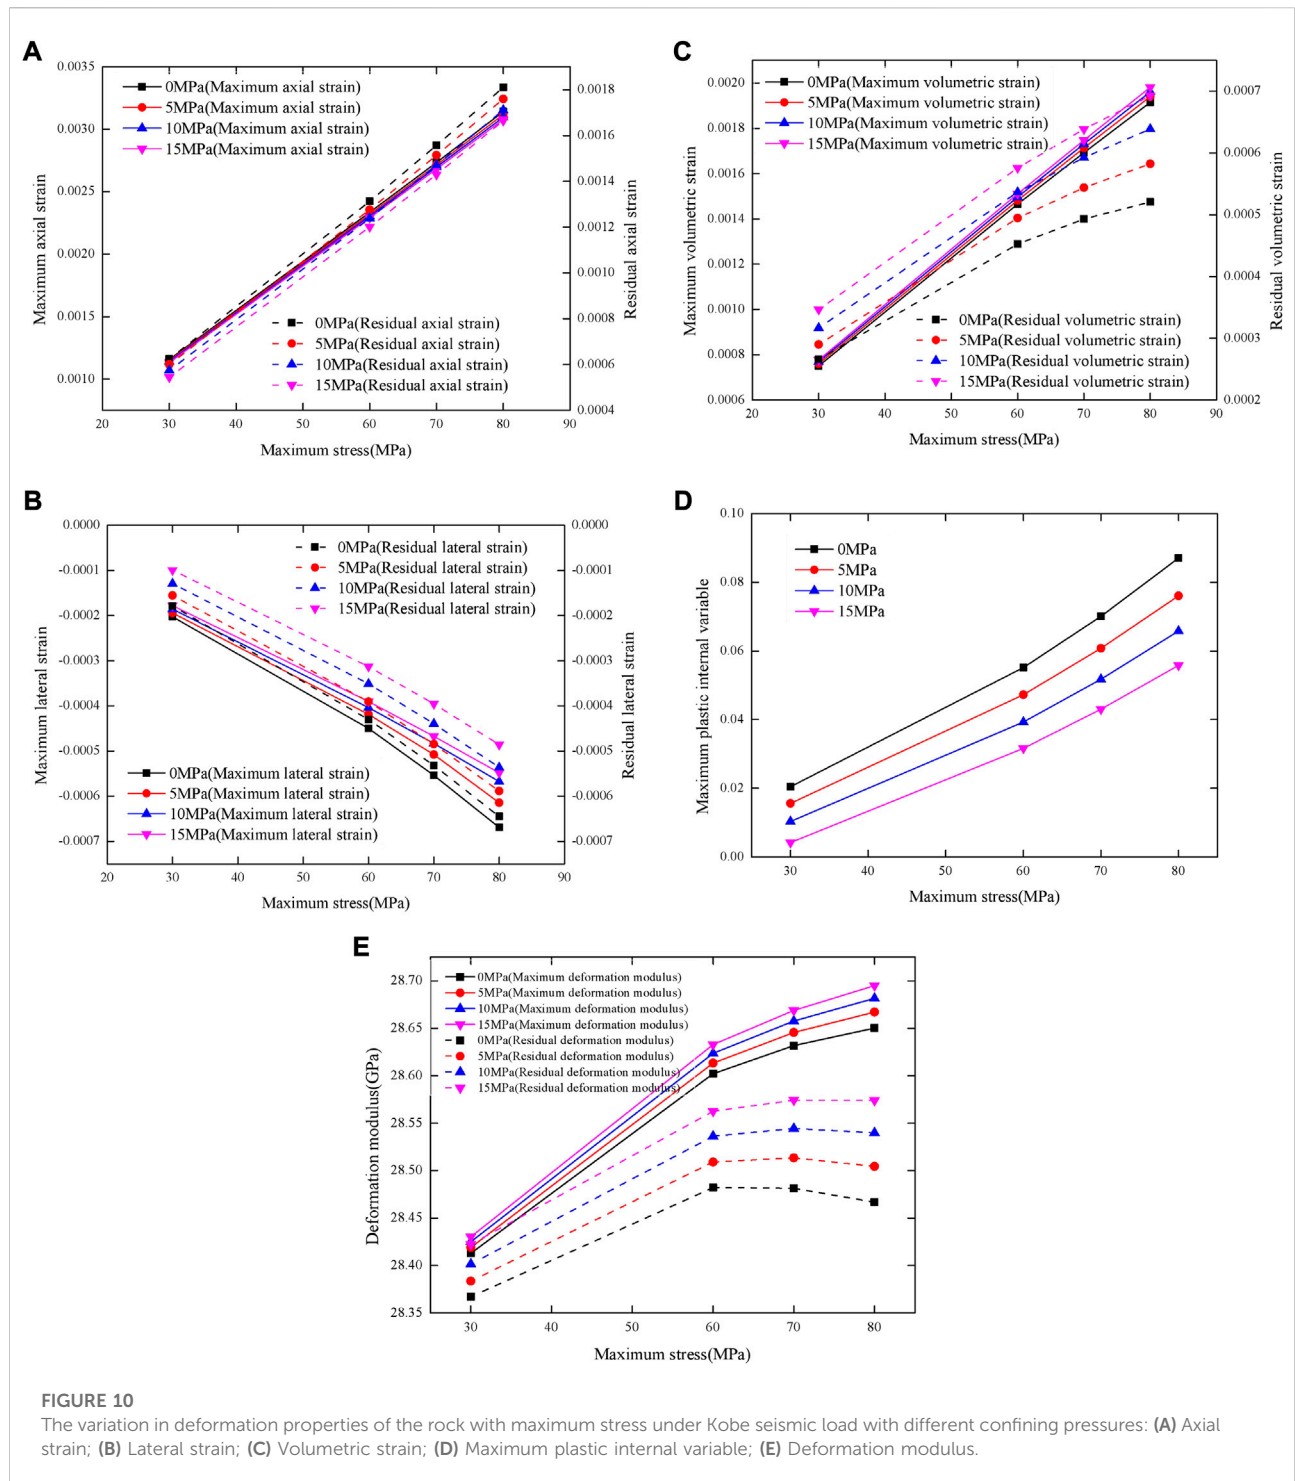 A
0.0035
0.0030
0.0025
0.0020
0.0015
0.0010
Maximum axial strain
0MPa(Maximum axial strain)
5MPa(Maximum axial strain)
10MPa(Maximum axial strain)
15MPa(Maximum axial strain)
0MPa(Residual axial strain)
5MPa(Residual axial strain)
10MPa(Residual axial strain)
15MPa(Residual axial strain)
0.0018
0.0016
0.0014
0.0012
0.0010
0.0008
0.0006
0.0004
Residual axial strain
20 30 40 50 60 70 80 90
Maximum stress(MPa)
C
0.0020
0.0018
0.0016
0.0014
0.0012
0.0010
0.0008
0.0006
Maximum volumetric strain
0MPa(Maximum volumetric strain)
5MPa(Maximum volumetric strain)
10MPa(Maximum volumetric strain)
15MPa(Maximum volumetric strain)
0MPa(Residual volumetric strain)
5MPa(Residual volumetric strain)
10MPa(Residual volumetric strain)
15MPa(Residual volumetric strain)
0.0007
0.0006
0.0005
0.0004
0.0003
0.0002
Residual volumetric strain
20 30 40 50 60 70 80 90
Maximum stress(MPa)
B
0.0000
-0.0001
-0.0002
-0.0003
-0.0004
-0.0005
-0.0006
-0.0007
Maximum lateral strain
0MPa(Residual lateral strain)
5MPa(Residual lateral strain)
10MPa(Residual lateral strain)
15MPa(Residual lateral strain)
0MPa(Maximum lateral strain)
5MPa(Maximum lateral strain)
10MPa(Maximum lateral strain)
15MPa(Maximum lateral strain)
0.0000
-0.0001
-0.0002
-0.0003
-0.0004
-0.0005
-0.0006
-0.0007
Residual lateral strain
20 30 40 50 60 70 80 90
Maximum stress(MPa)
D
0.10
0.08
0.06
0.04
0.02
0.00
Maximum plastic internal variable
0MPa
5MPa
10MPa
15MPa
30 40 50 60 70 80
Maximum stress(MPa)
E
28.70
28.65
28.60
28.55
28.50
28.45
28.40
28.35
Deformation modulus(GPa)
0MPa(Maximum deformation modulus)
5MPa(Maximum deformation modulus)
10MPa(Maximum deformation modulus)
15MPa(Maximum deformation modulus)
0MPa(Residual deformation modulus)
5MPa(Residual deformation modulus)
10MPa(Residual deformation modulus)
15MPa(Residual deformation modulus)
30 40 50 60 70 80
Maximum stress(MPa)
FIGURE 10
The variation in deformation properties of the rock with maximum stress under Kobe seismic load with different confining pressures: (A) Axial
strain; (B) Lateral strain; (C) Volumetric strain; (D) Maximum plastic internal variable; (E) Deformation modulus.